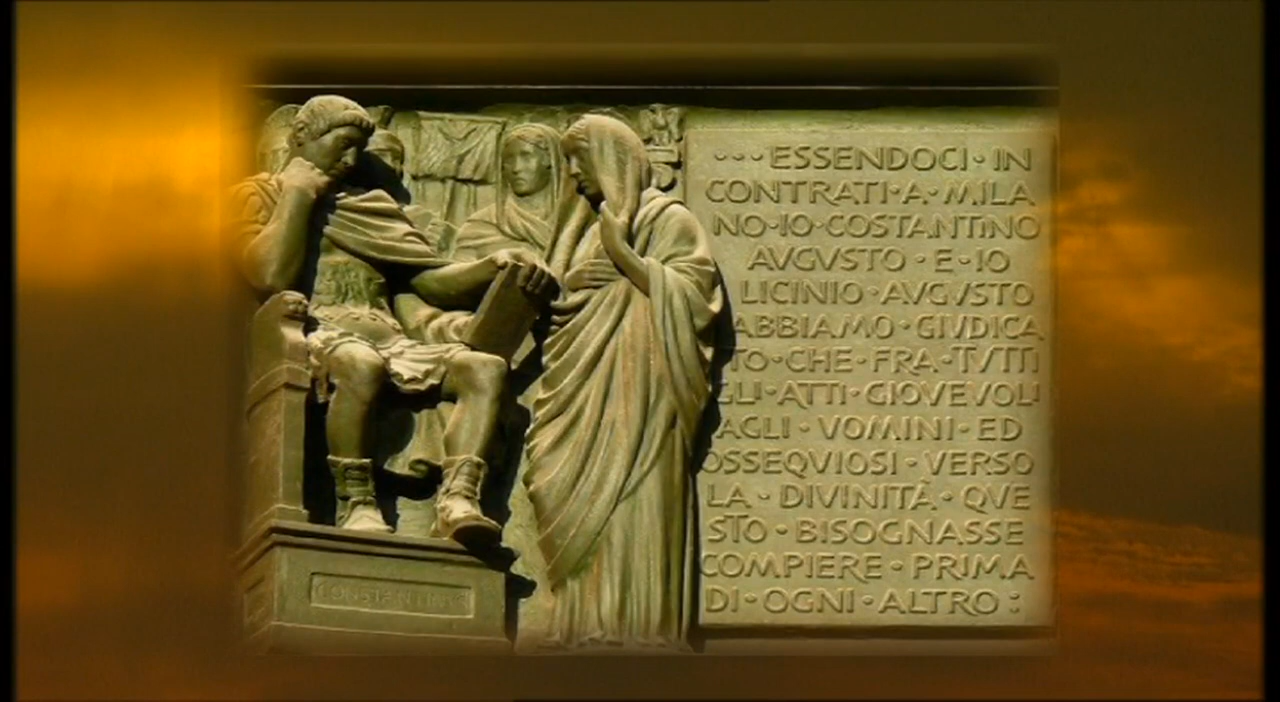 •••ESSENDOCI•IN
CONTRATI•A•MILA
NO•IO•COSTANTINO
AVGVSTO•E•IO
LICINIO•AVGVSTO
ABBIAMO•GIVDICA
TO•CHE•FRA•TVTTI
GLI•ATTI•GIOVEVOLI
AGLI•VOMINI•ED
OSSEQVIOSI•VERSO
LA•DIVINITÀ•QVE
STO•BISOGNASSE
COMPIERE•PRIMA
DI•OGNI•ALTRO:
CONSTANTINVS